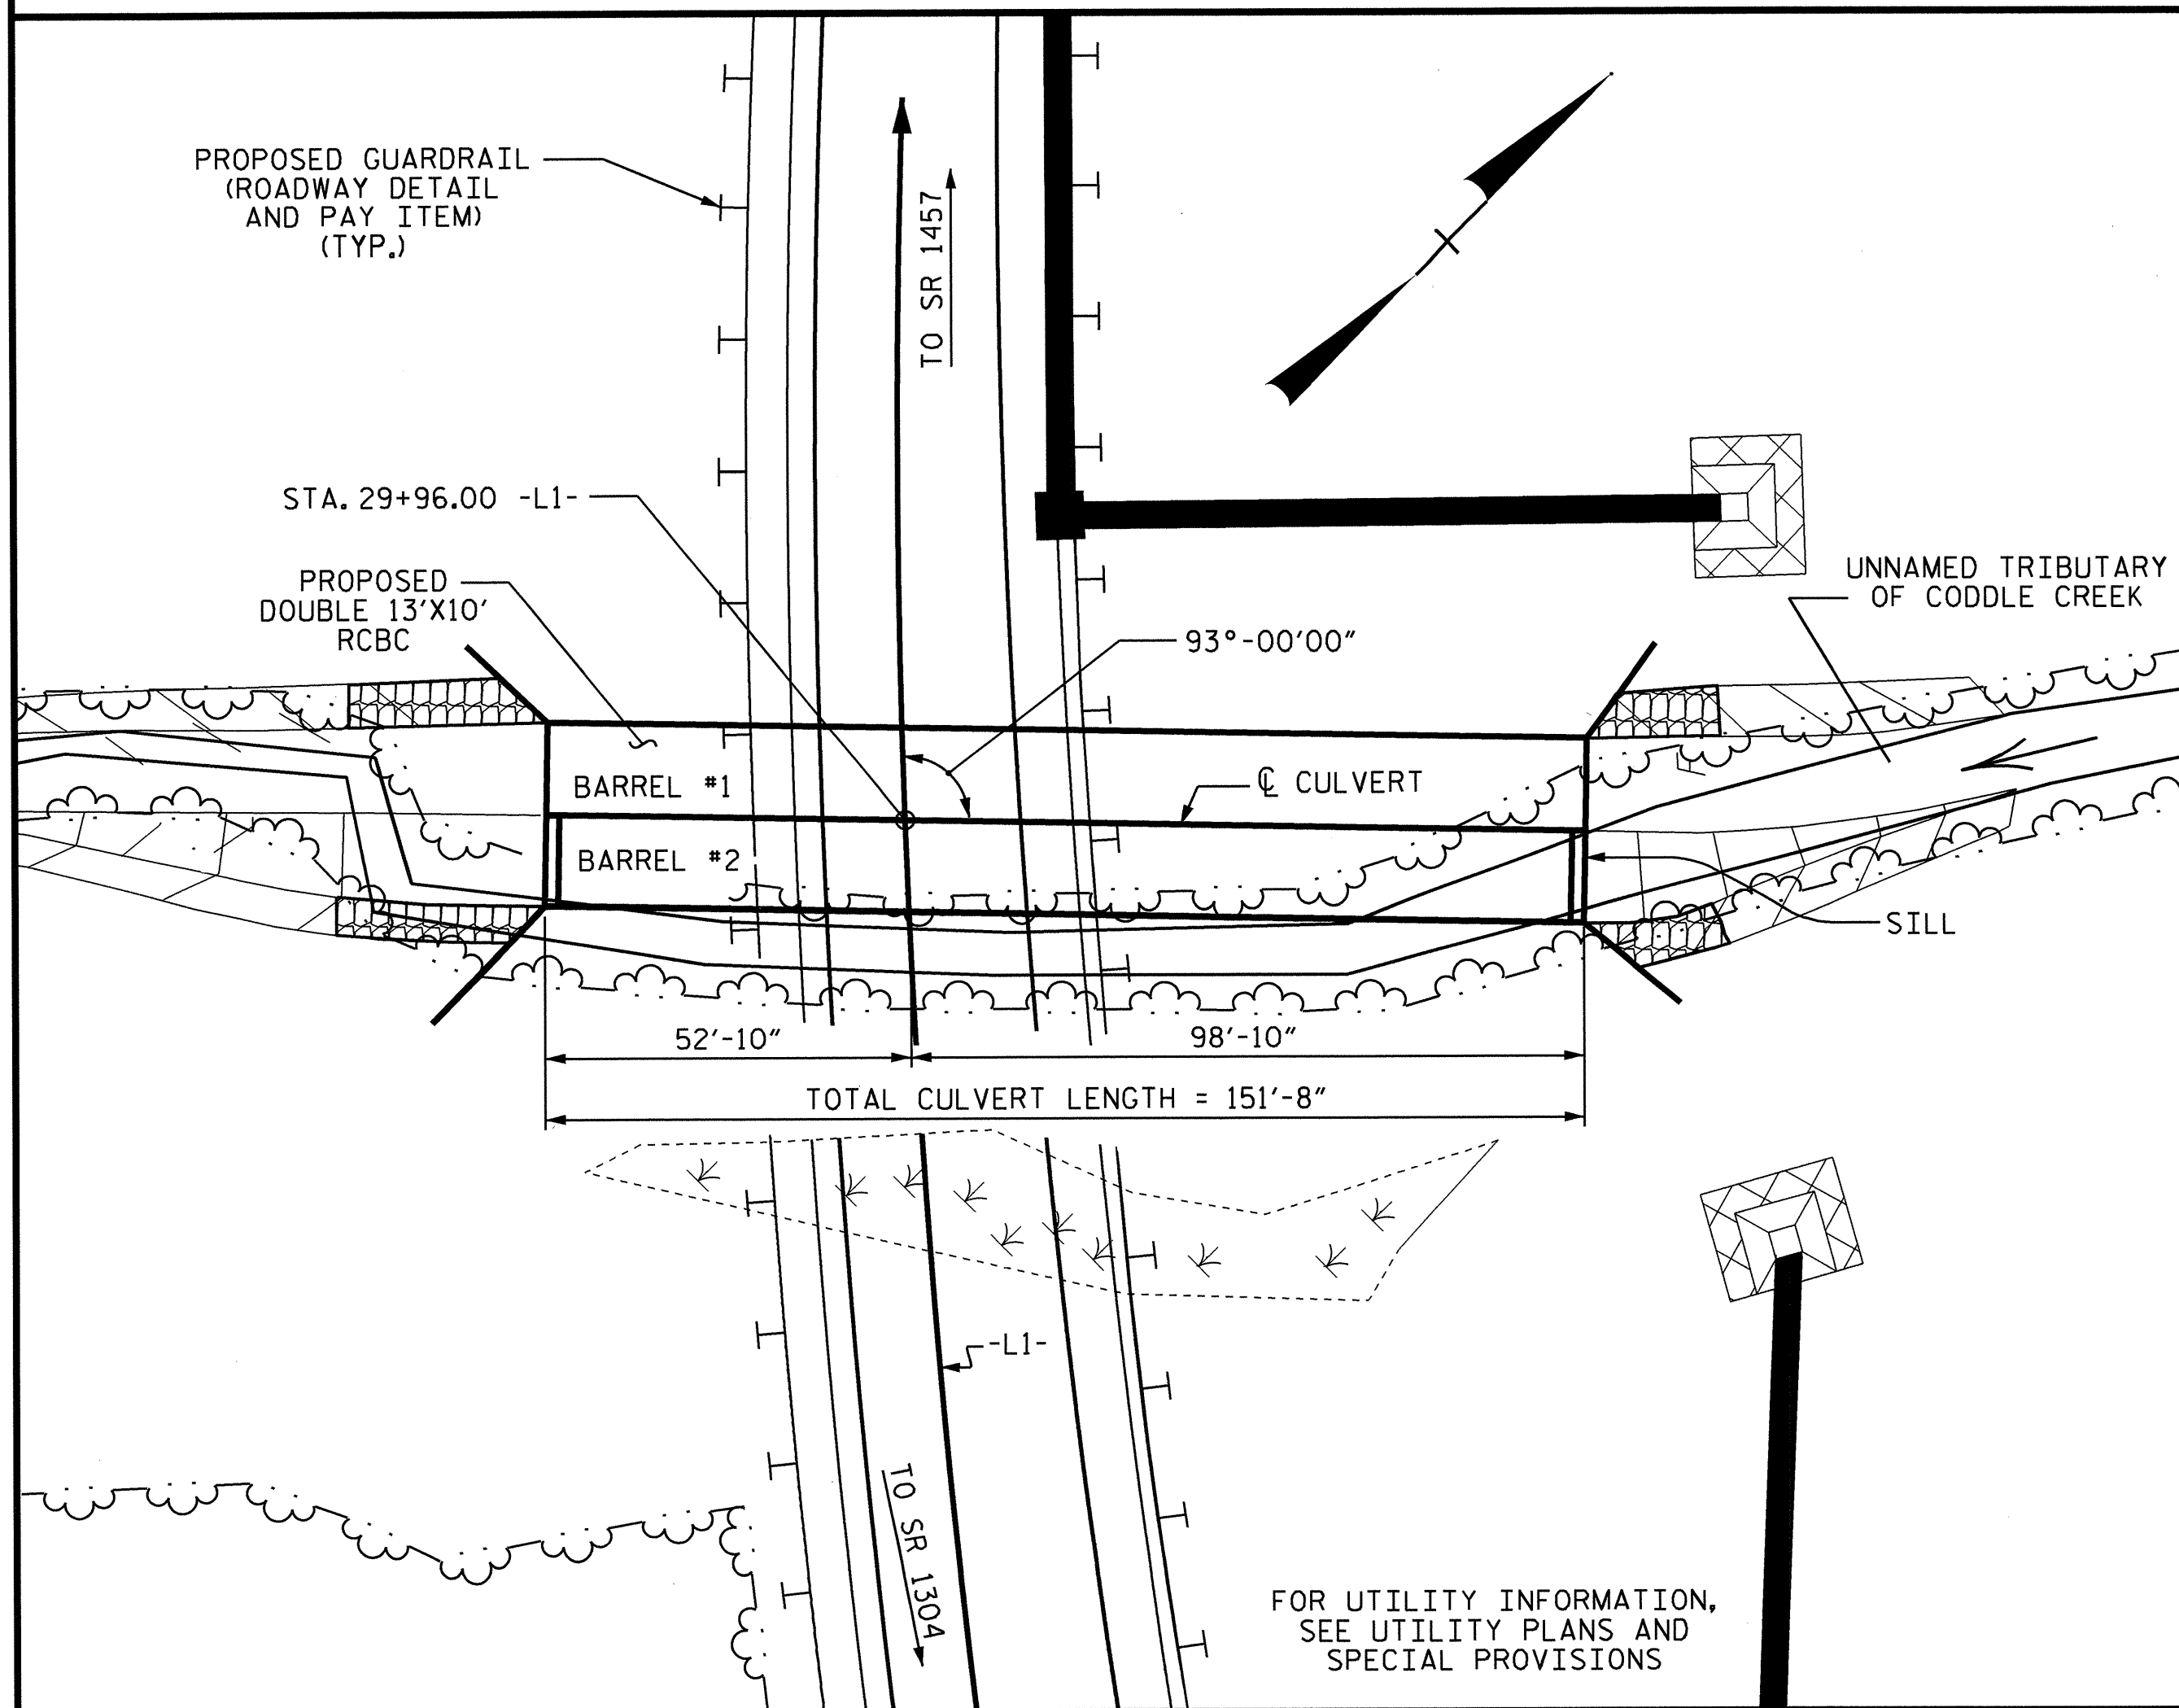 PROPOSED GUARDRAIL
(ROADWAY DETAIL
AND PAY ITEM)
(TYP.)
TO SR 1457
STA. 29+96.00 -L1-
PROPOSED
DOUBLE 13'X10'
RCBC
UNNAMED TRIBUTARY
OF CODDLE CREEK
93°-00'00"
BARREL #1
℄ CULVERT
BARREL #2
SILL
52'-10"
98'-10"
TOTAL CULVERT LENGTH = 151'-8"
-L1-
TO SR 1304
FOR UTILITY INFORMATION,
SEE UTILITY PLANS AND
SPECIAL PROVISIONS